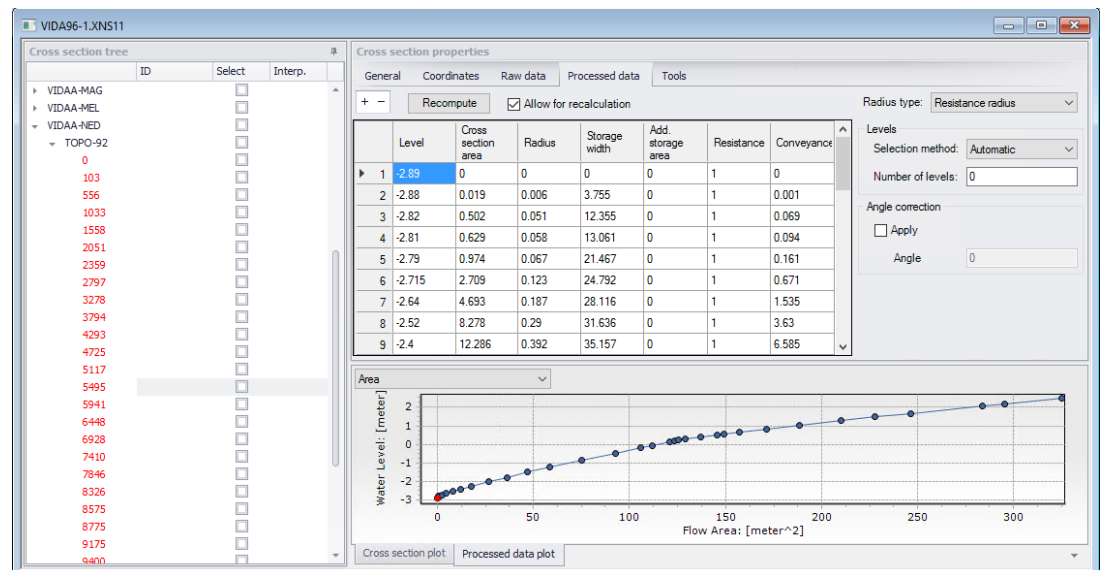 VIDA96-1.XNS11
Cross section tree
ID Select Interp.
VIDAA-MAG
VIDAA-MEL
VIDAA-NED
TOPO-92
0
103
556
1033
1558
2051
2359
2797
3278
3794
4293
4725
5117
5495
5941
6448
6928
7410
7846
8326
8575
8775
9175
9400
Cross section properties
General Coordinates Raw data Processed data Tools
+ − Recompute Allow for recalculation
Level Cross section area Radius Storage width Add. storage area Resistance Conveyance
1 -2.89 0 0 0 0 1 0
2 -2.88 0.019 0.006 3.755 0 1 0.001
3 -2.82 0.502 0.051 12.355 0 1 0.069
4 -2.81 0.629 0.058 13.061 0 1 0.094
5 -2.79 0.974 0.067 21.467 0 1 0.161
6 -2.715 2.709 0.123 24.792 0 1 0.671
7 -2.64 4.693 0.187 28.116 0 1 1.535
8 -2.52 8.278 0.29 31.636 0 1 3.63
9 -2.4 12.286 0.392 35.157 0 1 6.585
Radius type: Resistance radius
Levels
Selection method: Automatic
Number of levels: 0
Angle correction
Apply
Angle 0
Area
Water Level: [meter]
2
1
0
-1
-2
-3
0 50 100 150 200 250 300
Flow Area: [meter^2]
Cross section plot Processed data plot